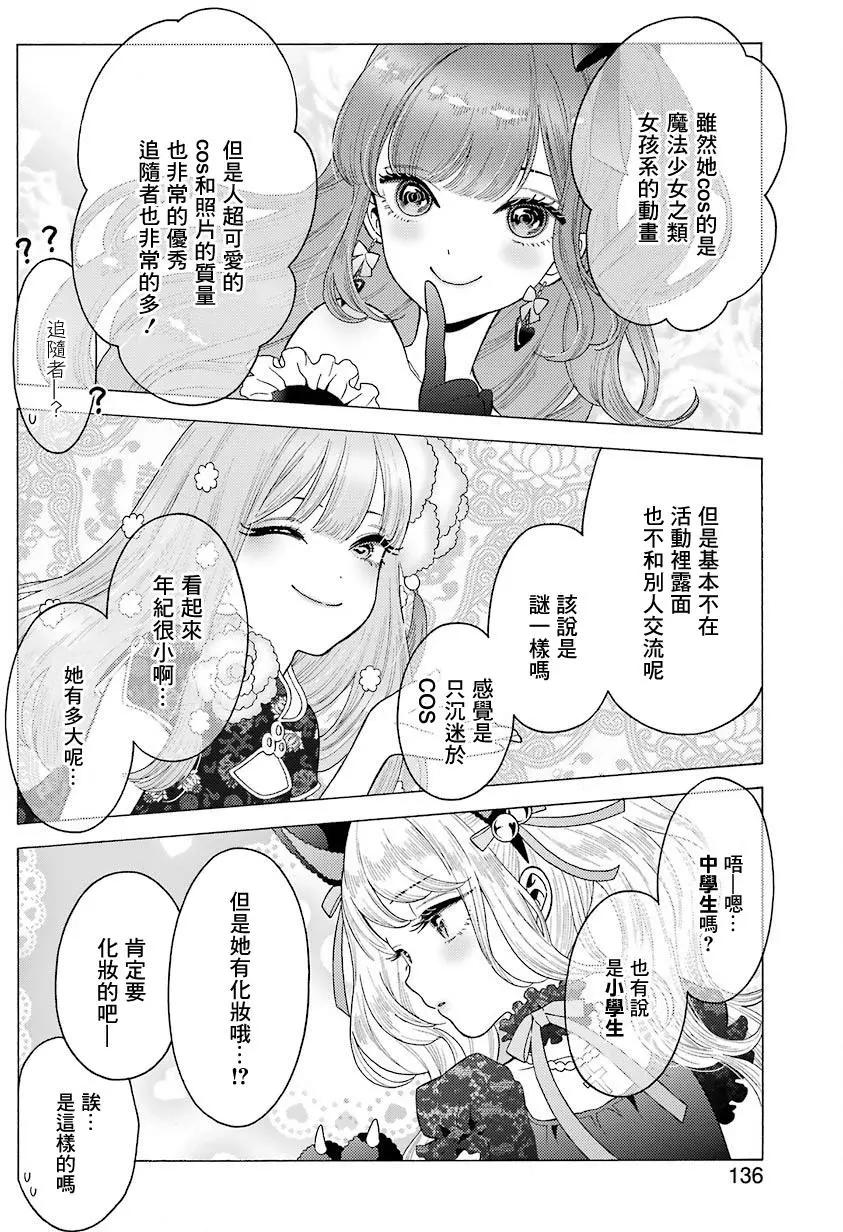 雖然她cos的是
魔法少女之類
女孩系的動畫
但是人超可愛的
cos和照片的質量
也非常的優秀
追隨者也非常的多！
？
？
追隨者—？
？
但是基本不在
活動裡露面
也不和別人交流呢
該說是
謎一樣嗎
感覺是
只沉迷於
COS
看起來
年紀很小啊…
她有多大呢…
唔—嗯…
中學生嗎？
也有說
是小學生
但是她有化妝哦…!?
肯定要
化妝的吧—
誒…
是這樣的嗎
136